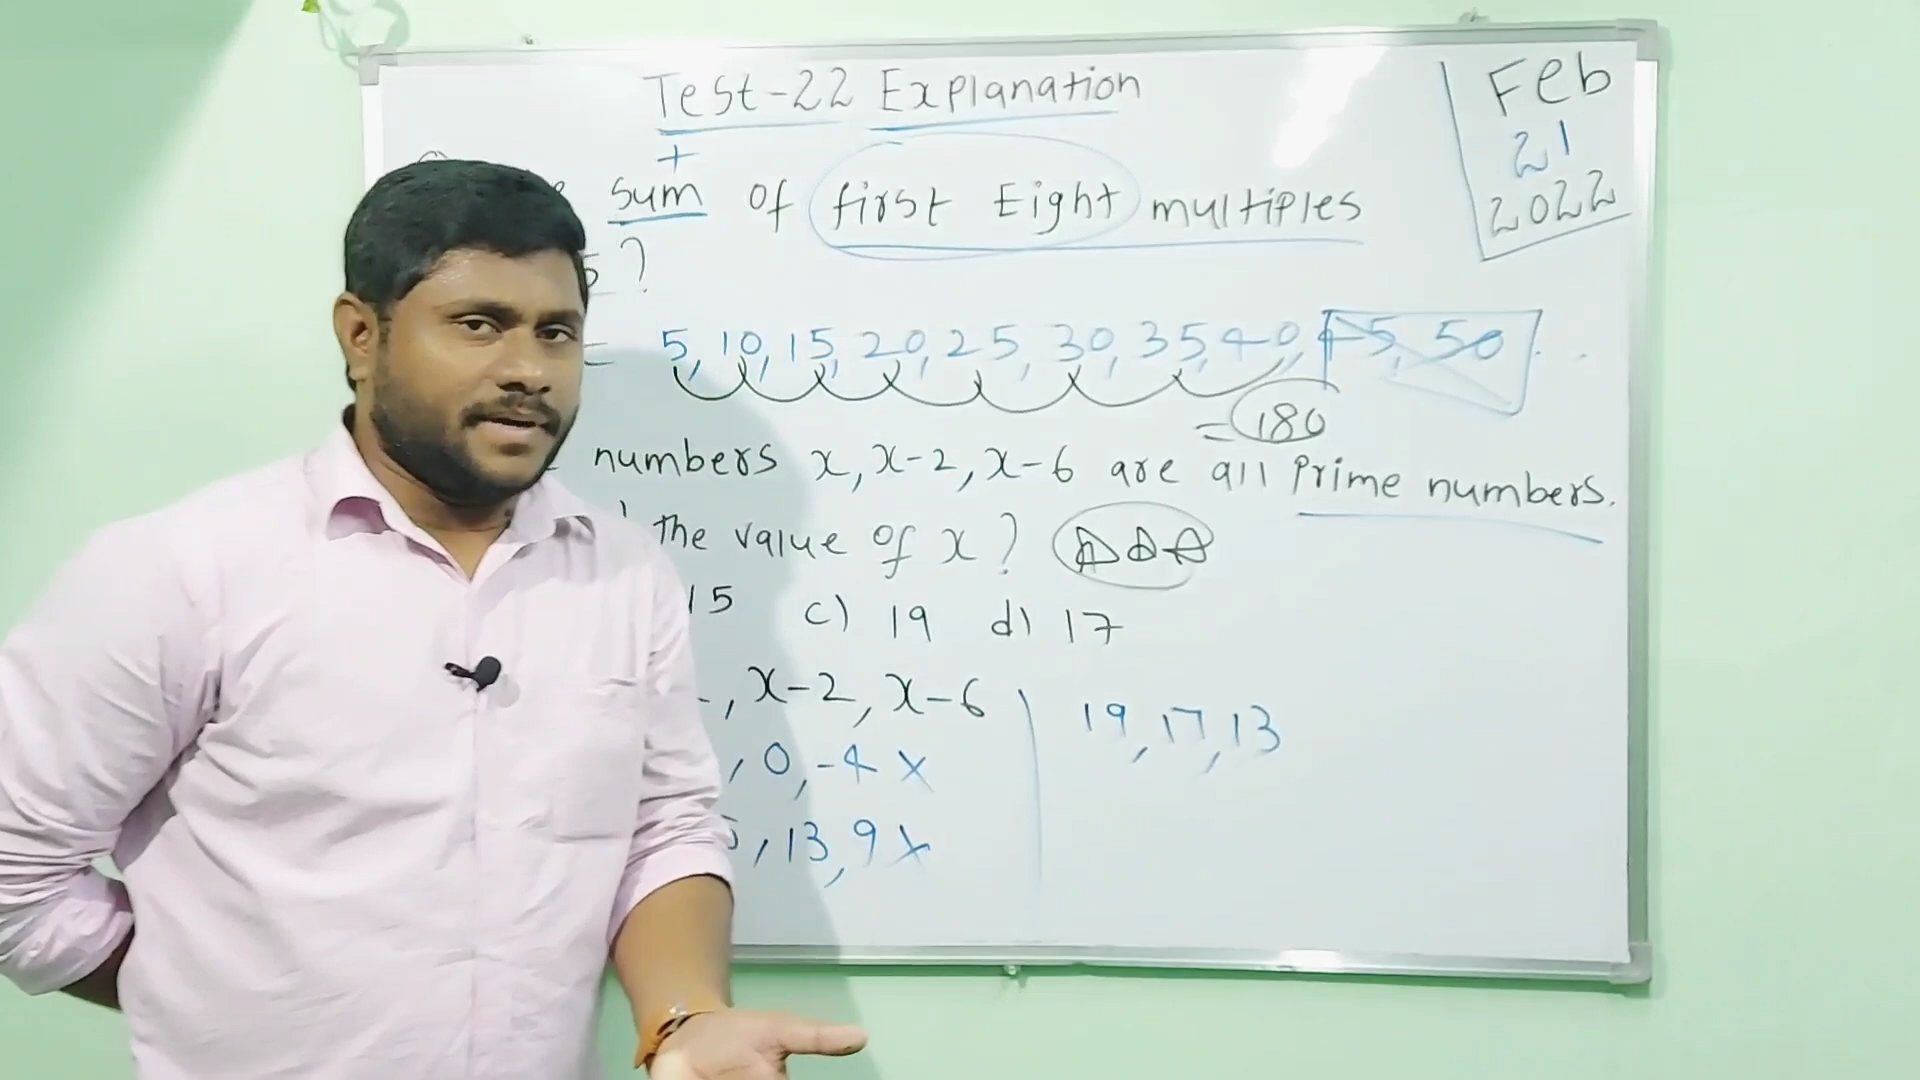 Test-22 Explanation
Feb
21
2022
+
sum of first Eight multiples
5 ?
= 5, 10, 15, 20, 25, 30, 35, 40, 45, 50 . .
= 180
numbers x, x-2, x-6 are all prime numbers.
the value of x ?
15 c) 19 d) 17
, x-2, x-6
19, 17, 13
, 0, -4 x
5, 13, 9 x